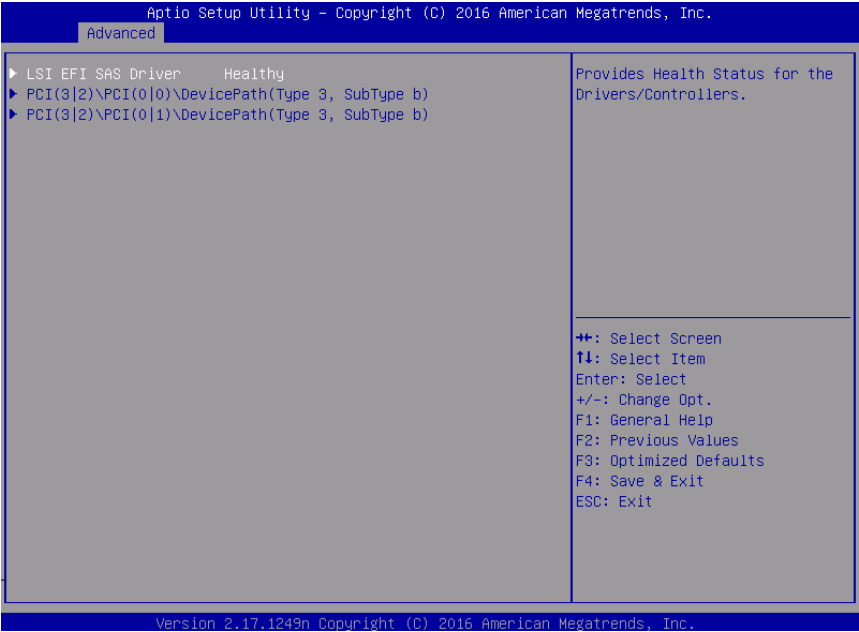 Aptio Setup Utility – Copyright (C) 2016 American Megatrends, Inc.
Advanced
▶ LSI EFI SAS Driver Healthy
▶ PCI(3|2)\PCI(0|0)\DevicePath(Type 3, SubType b)
▶ PCI(3|2)\PCI(0|1)\DevicePath(Type 3, SubType b)
Provides Health Status for the
Drivers/Controllers.
→←: Select Screen
↑↓: Select Item
Enter: Select
+/-: Change Opt.
F1: General Help
F2: Previous Values
F3: Optimized Defaults
F4: Save & Exit
ESC: Exit
Version 2.17.1249n Copyright (C) 2016 American Megatrends, Inc.